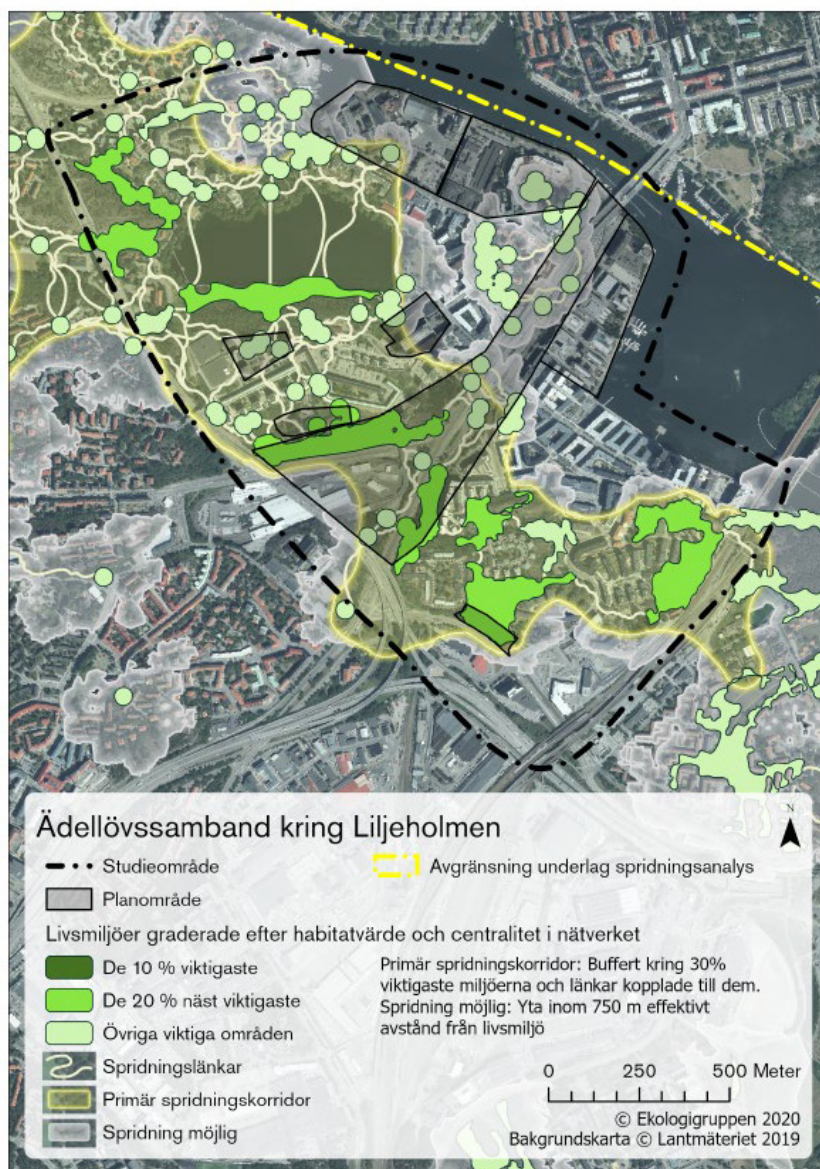 Ädellövssamband kring Liljeholmen
N
Studieområde
Avgränsning underlag spridningsanalys
Planområde
Livsmiljöer graderade efter habitatvärde och centralitet i nätverket
De 10 % viktigaste
De 20 % näst viktigaste
Övriga viktiga områden
Spridningslänkar
Primär spridningskorridor
Spridning möjlig
Primär spridningskorridor: Buffert kring 30%
viktigaste miljöerna och länkar kopplade till dem.
Spridning möjlig: Yta inom 750 m effektivt
avstånd från livsmiljö
0 250 500 Meter
© Ekologigruppen 2020
Bakgrundskarta © Lantmäteriet 2019